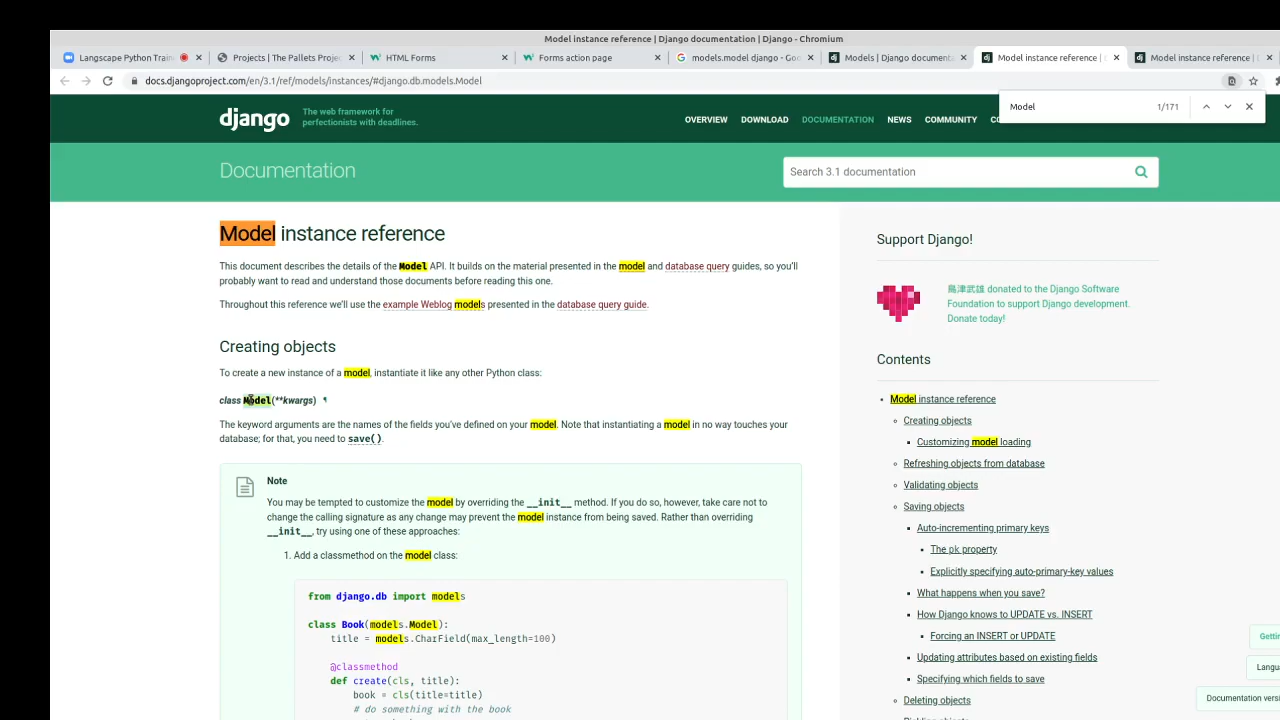 Model instance reference | Django documentation | Django - Chromium
Langscape Python Train
Projects | The Pallets Proje
HTML Forms
Forms action page
models.model django - Goo
Models | Django document
Model instance reference |
Model instance reference |
docs.djangoproject.com/en/3.1/ref/models/instances/#django.db.models.Model
Model
1/171
django
The web framework for
perfectionists with deadlines.
OVERVIEW
DOWNLOAD
DOCUMENTATION
NEWS
COMMUNITY
Documentation
Search 3.1 documentation
Model instance reference
This document describes the details of the Model API. It builds on the material presented in the model and database query guides, so you'll
probably want to read and understand those documents before reading this one.
Throughout this reference we'll use the example Weblog models presented in the database query guide.
Creating objects
To create a new instance of a model, instantiate it like any other Python class:
class Model(**kwargs) ¶
The keyword arguments are the names of the fields you've defined on your model. Note that instantiating a model in no way touches your
database; for that, you need to save().
Note
You may be tempted to customize the model by overriding the __init__ method. If you do so, however, take care not to
change the calling signature as any change may prevent the model instance from being saved. Rather than overriding
__init__, try using one of these approaches:
1. Add a classmethod on the model class:
from django.db import models
class Book(models.Model):
title = models.CharField(max_length=100)
@classmethod
def create(cls, title):
book = cls(title=title)
# do something with the book
Support Django!
鳥津武雄 donated to the Django Software
Foundation to support Django development.
Donate today!
Contents
Model instance reference
Creating objects
Customizing model loading
Refreshing objects from database
Validating objects
Saving objects
Auto-incrementing primary keys
The pk property
Explicitly specifying auto-primary-key values
What happens when you save?
How Django knows to UPDATE vs. INSERT
Forcing an INSERT or UPDATE
Updating attributes based on existing fields
Specifying which fields to save
Deleting objects
Gettin
Langu
Documentation versi